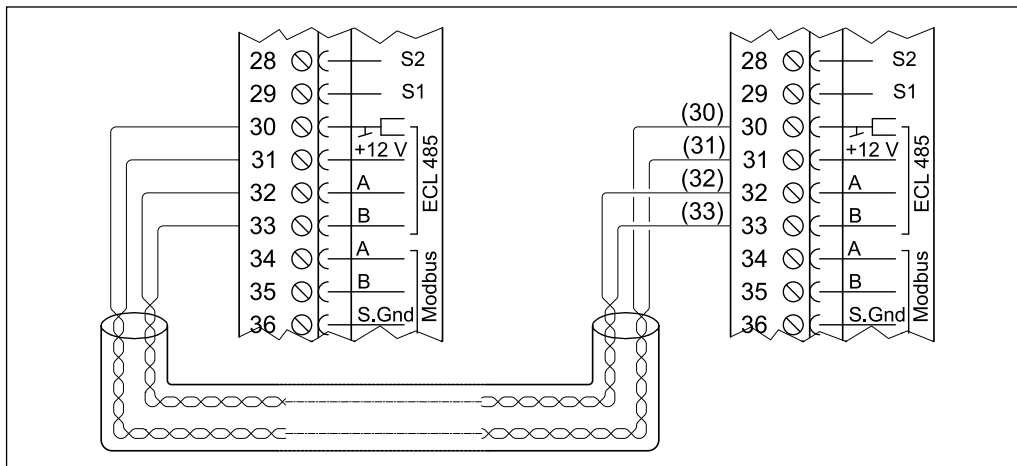 28 S2
29 S1
30
31 +12 V
32 A
33 B
ECL 485
34 A
35 B
36 S.Gnd
Modbus
28 S2
29 S1
(30) 30
(31) 31 +12 V
(32) 32 A
(33) 33 B
ECL 485
34 A
35 B
36 S.Gnd
Modbus